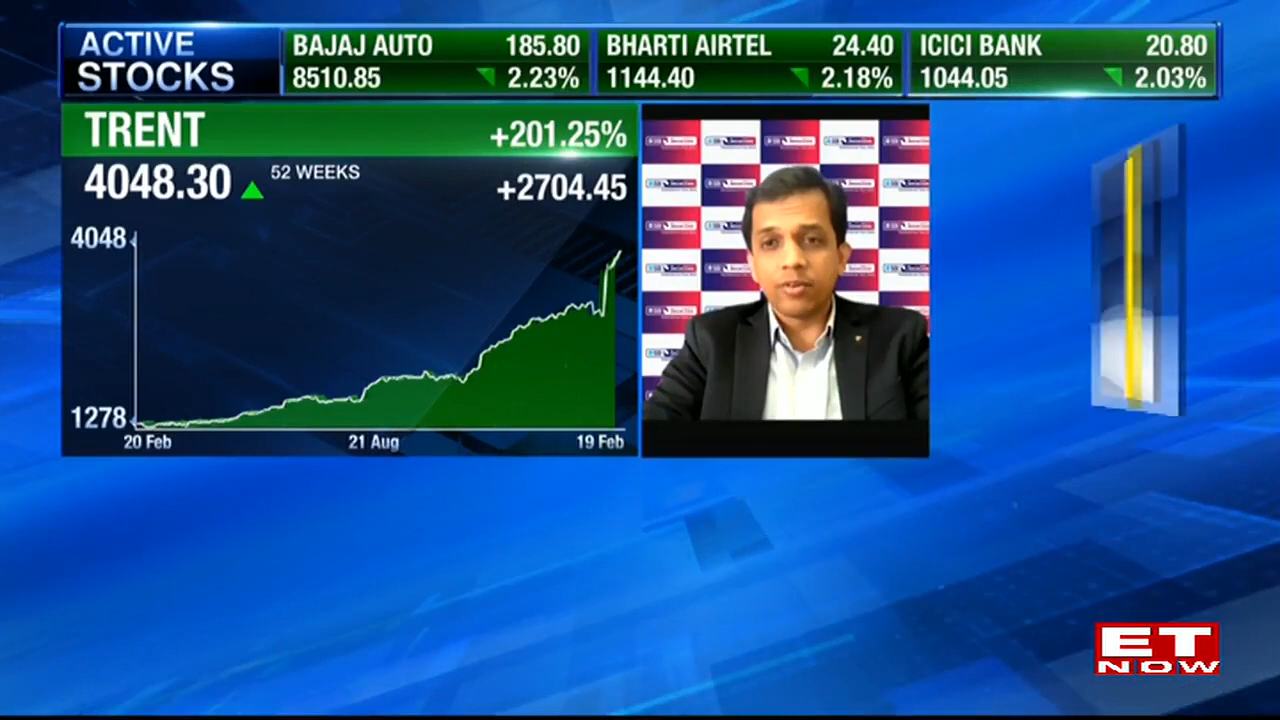 ACTIVE
STOCKS
BAJAJ AUTO 185.80
8510.85 2.23%
BHARTI AIRTEL 24.40
1144.40 2.18%
ICICI BANK 20.80
1044.05 2.03%
TRENT +201.25%
4048.30 52 WEEKS +2704.45
4048
1278
20 Feb 21 Aug 19 Feb
ET
NOW